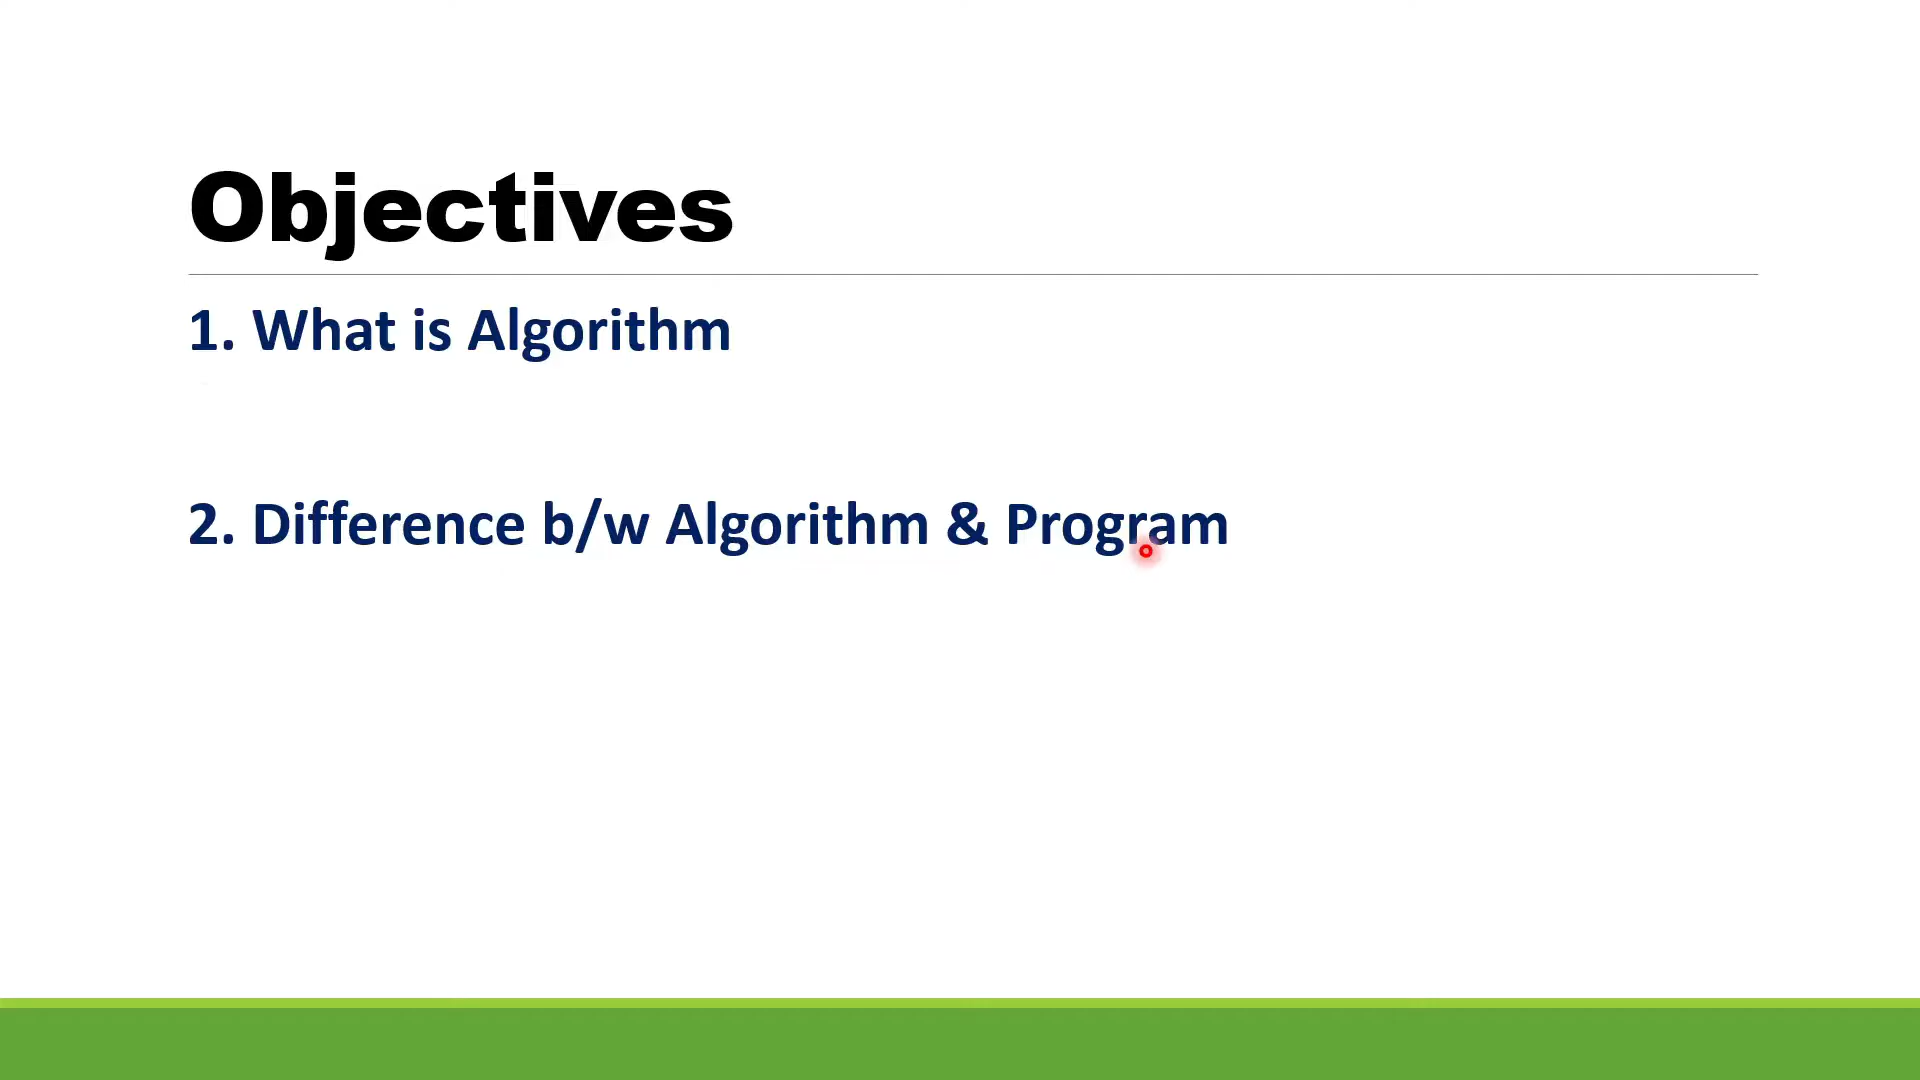 Objectives
1. What is Algorithm
2. Difference b/w Algorithm & Program